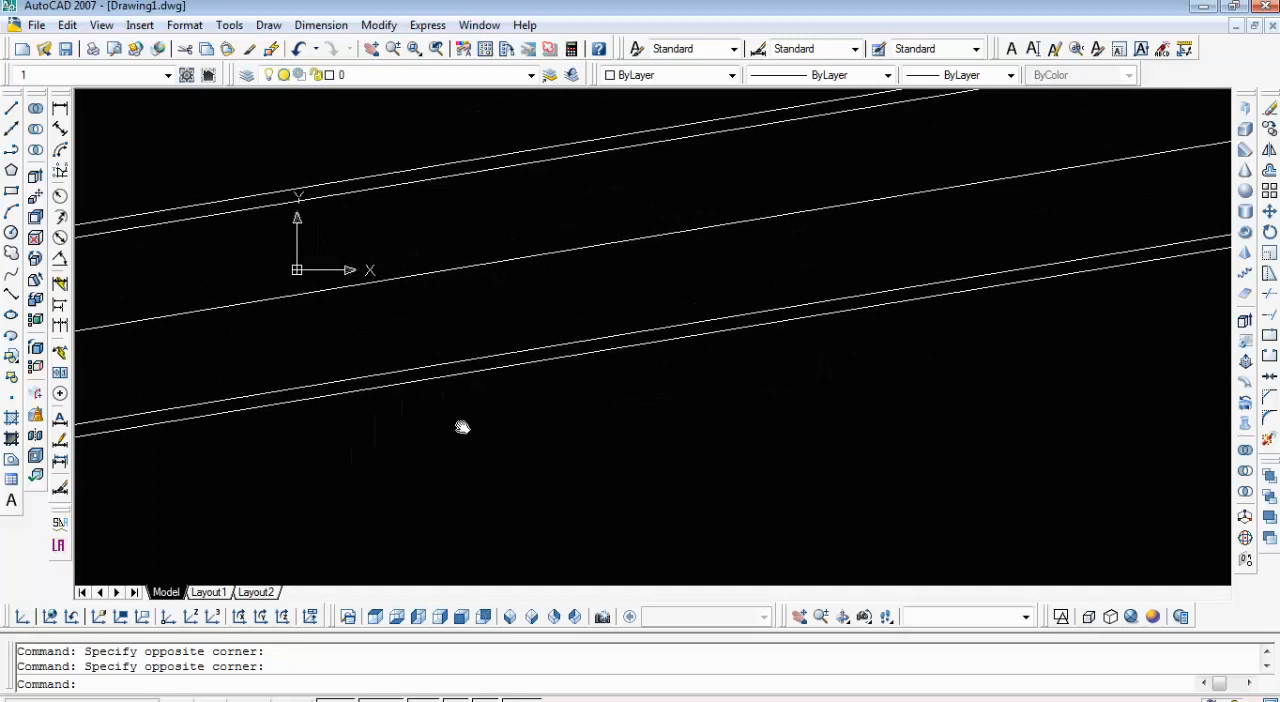 AutoCAD 2007 - [Drawing1.dwg]
File Edit View Insert Format Tools Draw Dimension Modify Express Window Help
Standard Standard Standard A
1 0 ByLayer ByLayer ByLayer ByColor
Y
X
A
LA
Model Layout1 Layout2
Command: Specify opposite corner:
Command: Specify opposite corner:
Command: